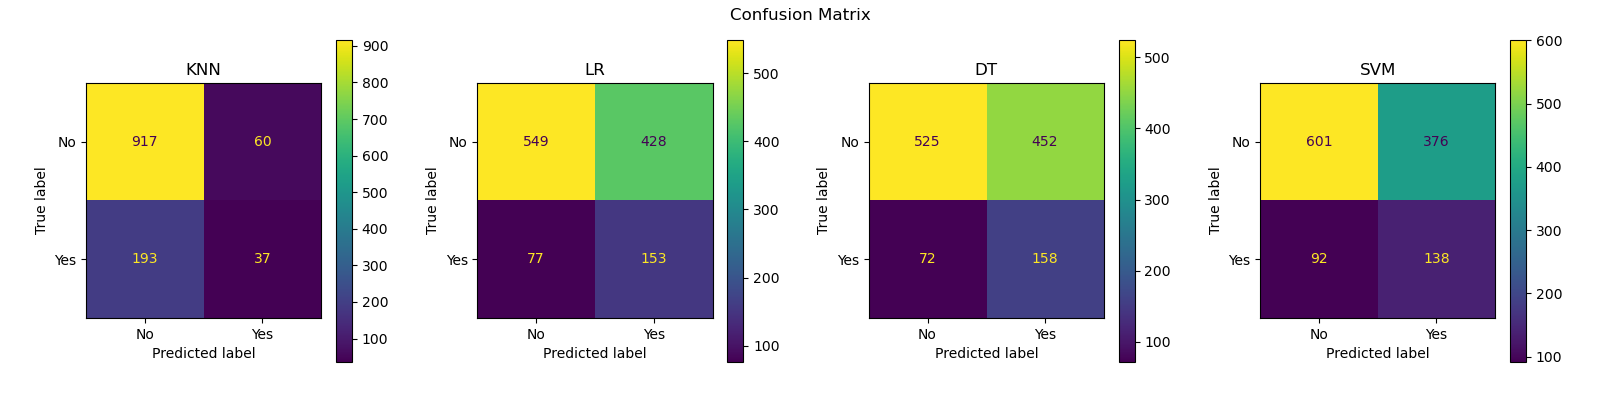 Confusion Matrix
KNN
True label
No
Yes
917
60
193
37
No
Yes
Predicted label
900
800
700
600
500
400
300
200
100
LR
True label
No
Yes
549
428
77
153
No
Yes
Predicted label
500
400
300
200
100
DT
True label
No
Yes
525
452
72
158
No
Yes
Predicted label
500
400
300
200
100
SVM
True label
No
Yes
601
376
92
138
No
Yes
Predicted label
600
500
400
300
200
100